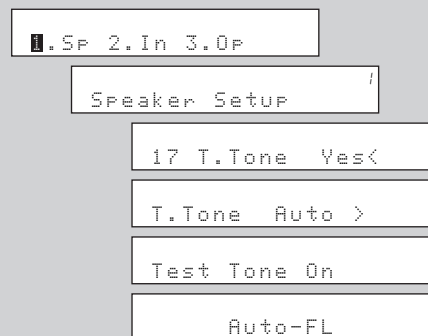 1.Sp 2.In 3.Op
1
Speaker Setup
17 T.Tone Yes<
T.Tone Auto >
Test Tone On
Auto-FL